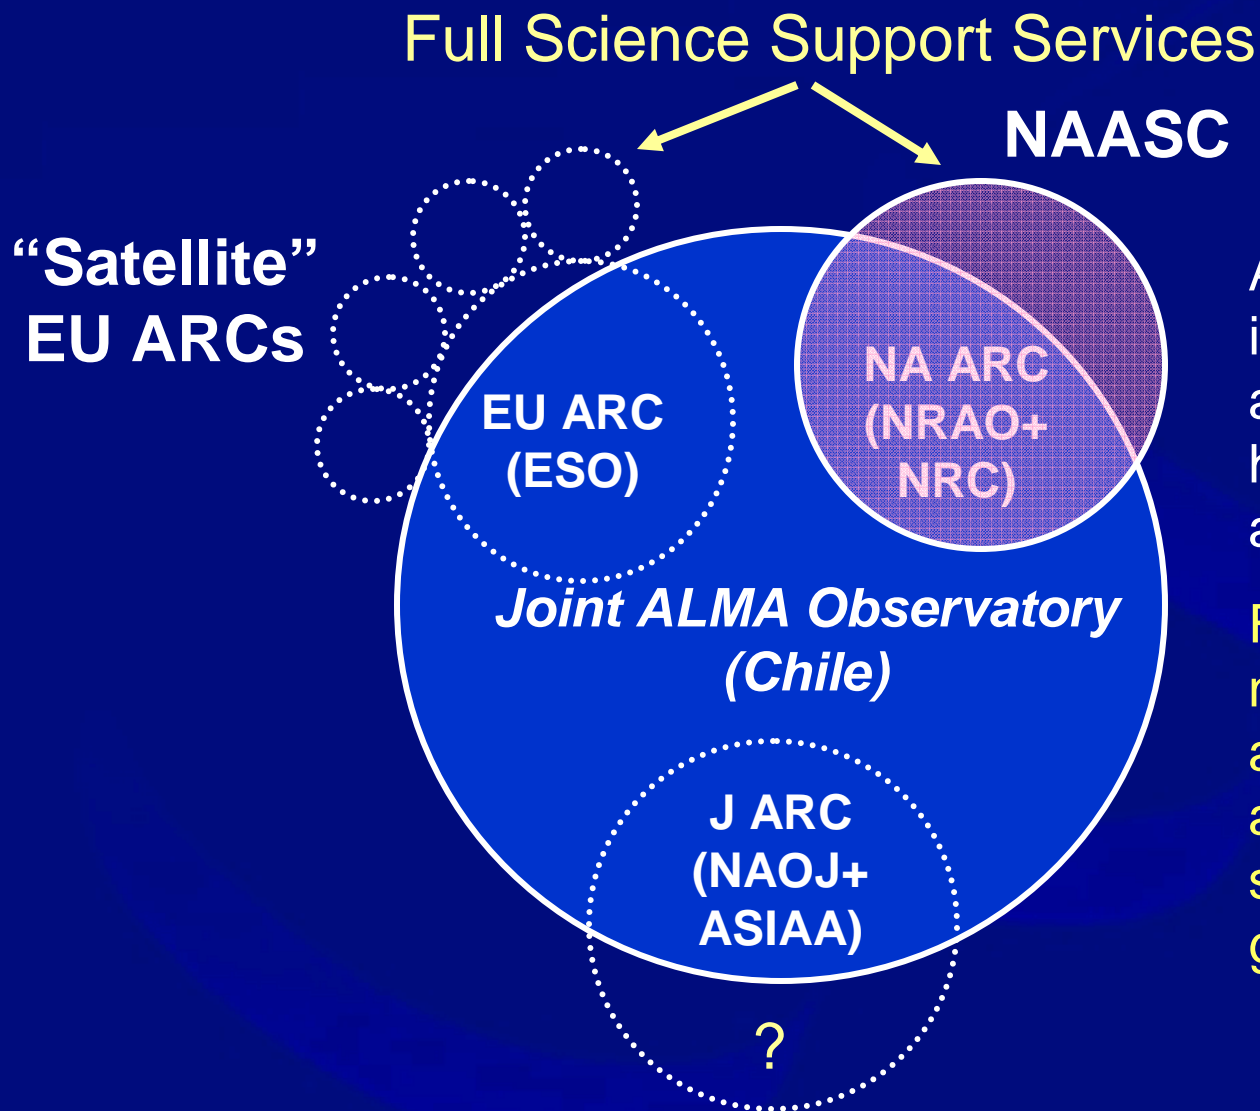 Full Science Support Services
NAASC
“Satellite”
EU ARCs
NA ARC
(NRAO+
NRC)
EU ARC
(ESO)
Joint ALMA Observatory
(Chile)
J ARC
(NAOJ+
ASIAA)
?